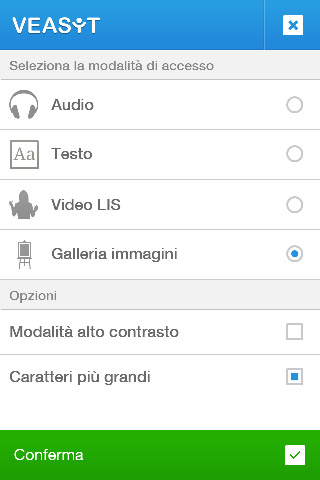 VEASYT
Seleziona la modalità di accesso
Audio
Aa Testo
Video LIS
Galleria immagini
Opzioni
Modalità alto contrasto
Caratteri più grandi
Conferma